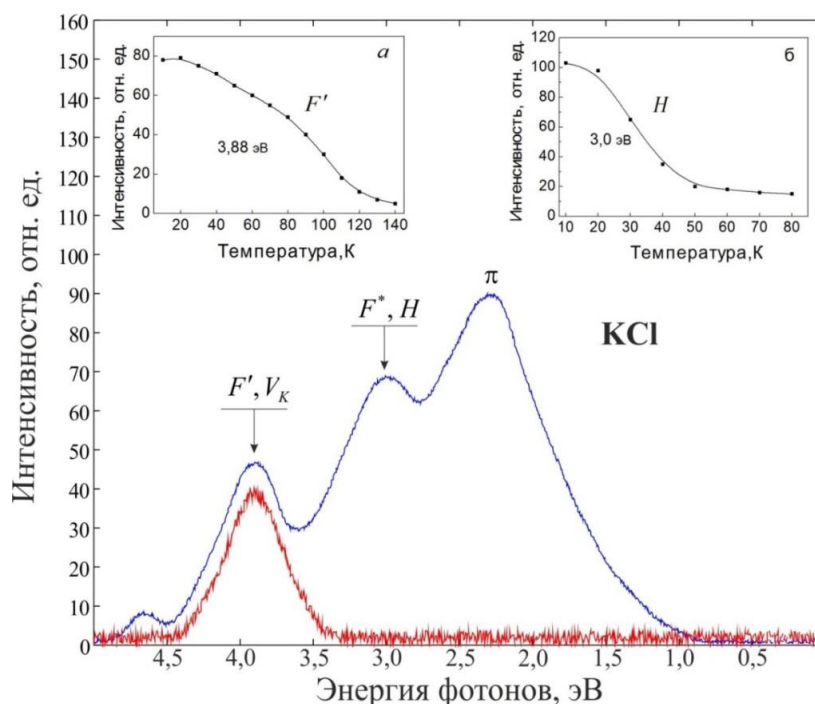 Интенсивность, отн. ед.
160
150
140
130
120
110
100
90
80
70
60
50
40
30
20
10
0
4,5 4,0 3,5 3,0 2,5 2,0 1,5 1,0 0,5
Энергия фотонов, эВ
Интенсивность, отн. ед.
80
60
40
20
0
20 40 60 80 100 120 140
Температура,К
а
F′
3,88 эВ
Интенсивность, отн. ед.
120
100
80
60
40
20
0
10 20 30 40 50 60 70 80
Температура,К
б
H
3,0 эВ
π
F*, H
KCl
F′, V_K